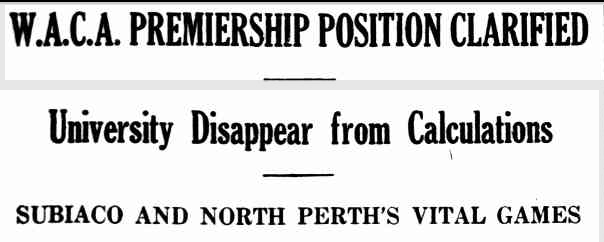 W.A.C.A. PREMIERSHIP POSITION CLARIFIED
University Disappear from Calculations
SUBIACO AND NORTH PERTH'S VITAL GAMES